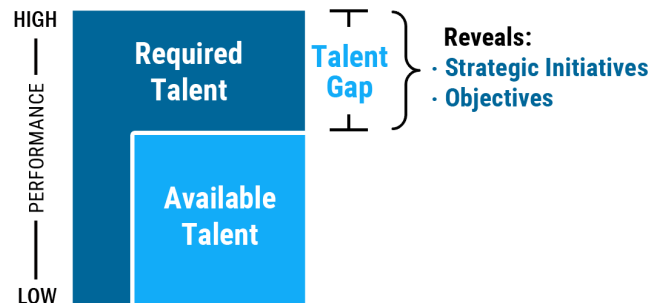 HIGH
PERFORMANCE
LOW
Required
Talent
Available
Talent
Talent
Gap
Reveals:
· Strategic Initiatives
· Objectives